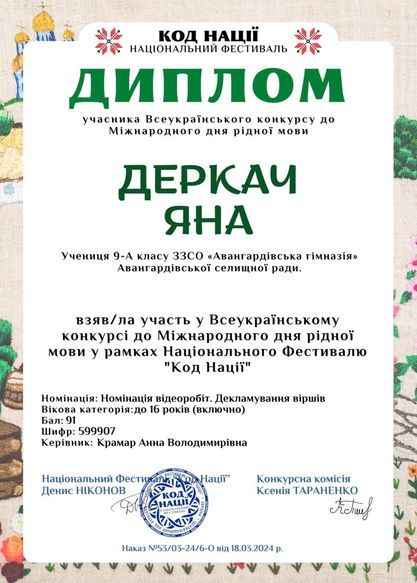 КОД НАЦІЇ
НАЦІОНАЛЬНИЙ ФЕСТИВАЛЬ
ДИПЛОМ
учасника Всеукраїнського конкурсу до
Міжнародного дня рідної мови
ДЕРКАЧ
ЯНА
Учениця 9-А класу ЗЗСО «Авангардівська гімназія»
Авангардівської селищної ради.
взяв/ла участь у Всеукраїнському
конкурсі до Міжнародного дня рідної
мови у рамках Національного Фестивалю
"Код Нації"
Номінація: Номінація відеоробіт. Декламування віршів
Вікова категорія:до 16 років (включно)
Бал: 91
Шифр: 599907
Керівник: Крамар Анна Володимирівна
Національний Фестиваль "Код Нації"
Денис НІКОНОВ
Конкурсна комісія
Ксенія ТАРАНЕНКО
КОД
НАЦІЇ
Наказ №53/03-24/6-О від 18.03.2024 р.